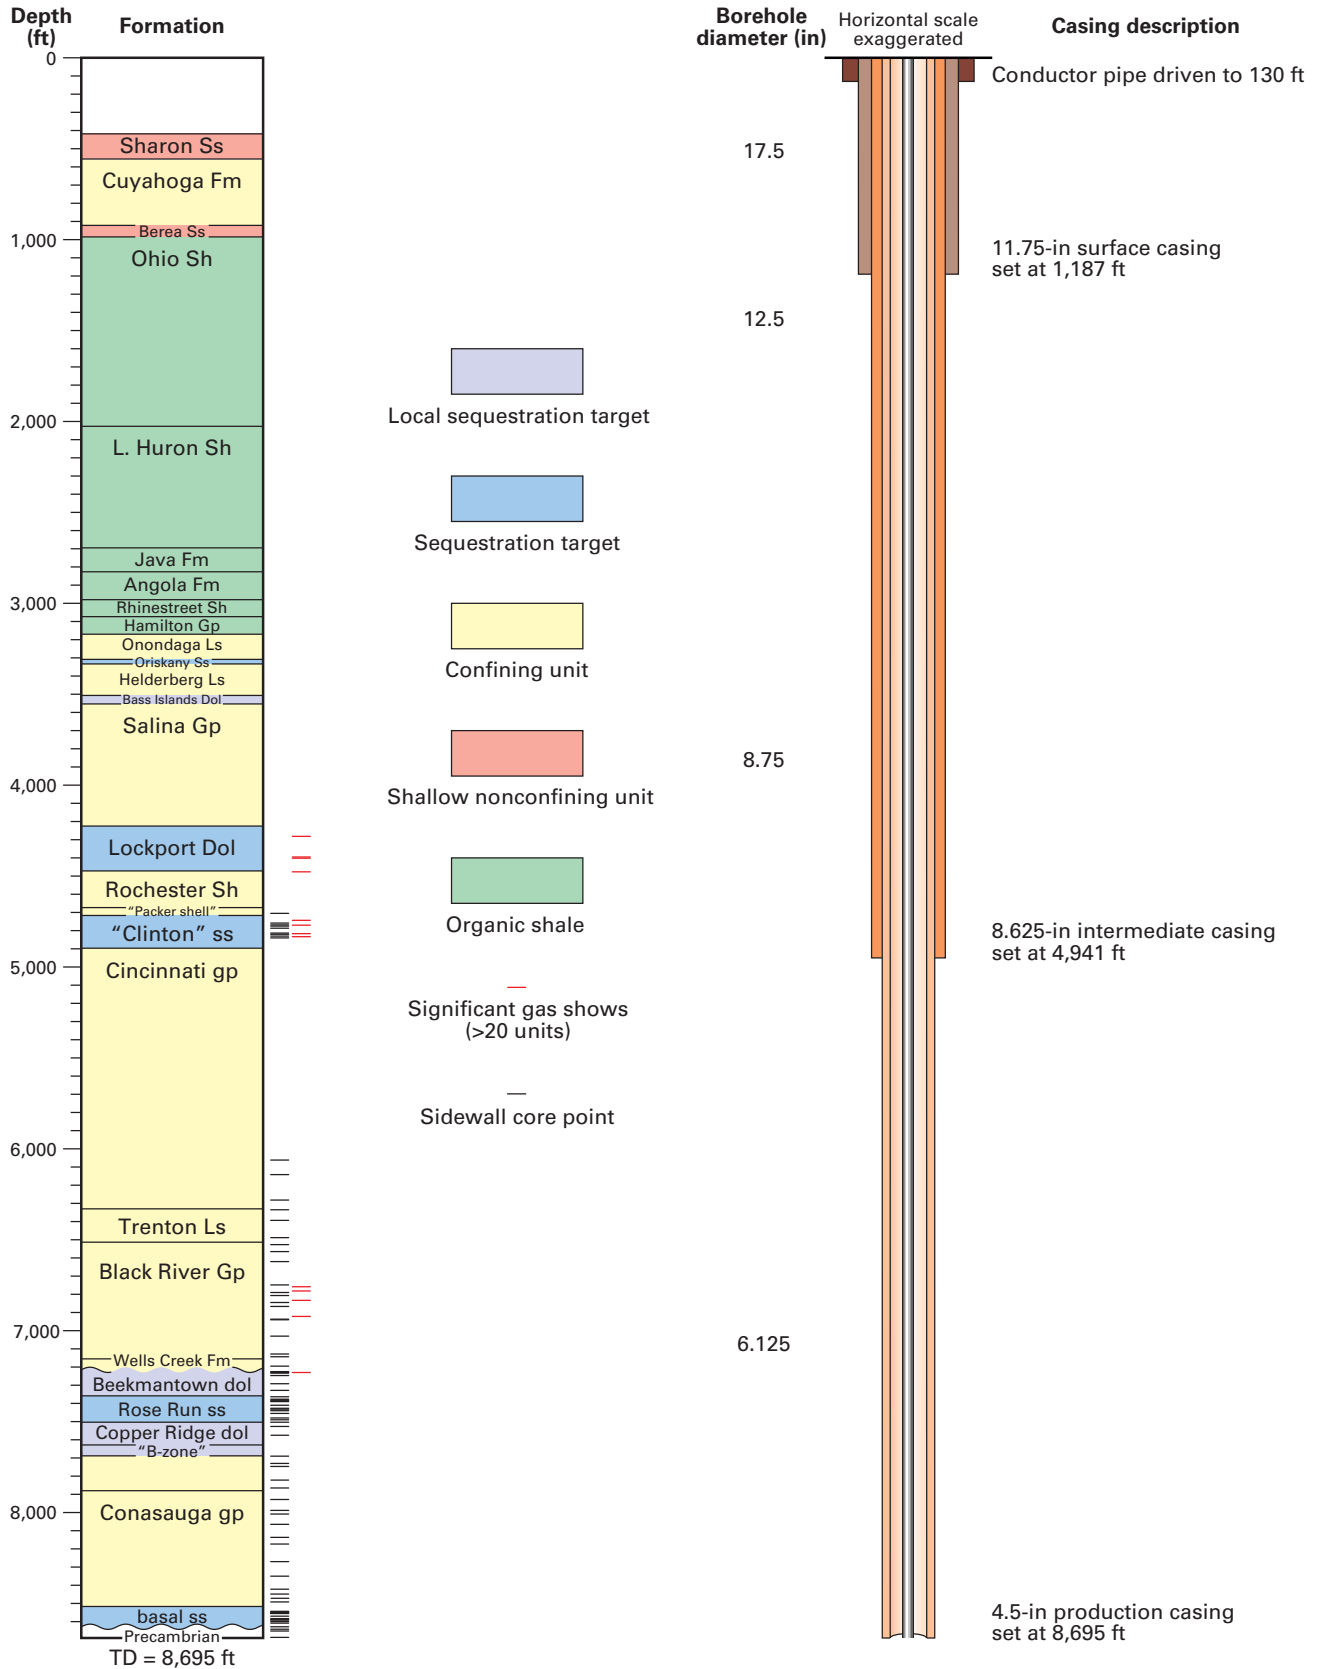 Depth
(ft)
Formation
Borehole
diameter (in)
Horizontal scale
exaggerated
Casing description
0
1,000
2,000
3,000
4,000
5,000
6,000
7,000
8,000
Sharon Ss
Cuyahoga Fm
Berea Ss
Ohio Sh
L. Huron Sh
Java Fm
Angola Fm
Rhinestreet Sh
Hamilton Gp
Onondaga Ls
Oriskany Ss
Helderberg Ls
Bass Islands Dol
Salina Gp
Lockport Dol
Rochester Sh
“Packer shell”
“Clinton” ss
Cincinnati gp
Trenton Ls
Black River Gp
Wells Creek Fm
Beekmantown dol
Rose Run ss
Copper Ridge dol
“B-zone”
Conasauga gp
basal ss
Precambrian
TD = 8,695 ft
Local sequestration target
Sequestration target
Confining unit
Shallow nonconfining unit
Organic shale
Significant gas shows
(>20 units)
Sidewall core point
17.5
12.5
8.75
6.125
Conductor pipe driven to 130 ft
11.75-in surface casing
set at 1,187 ft
8.625-in intermediate casing
set at 4,941 ft
4.5-in production casing
set at 8,695 ft